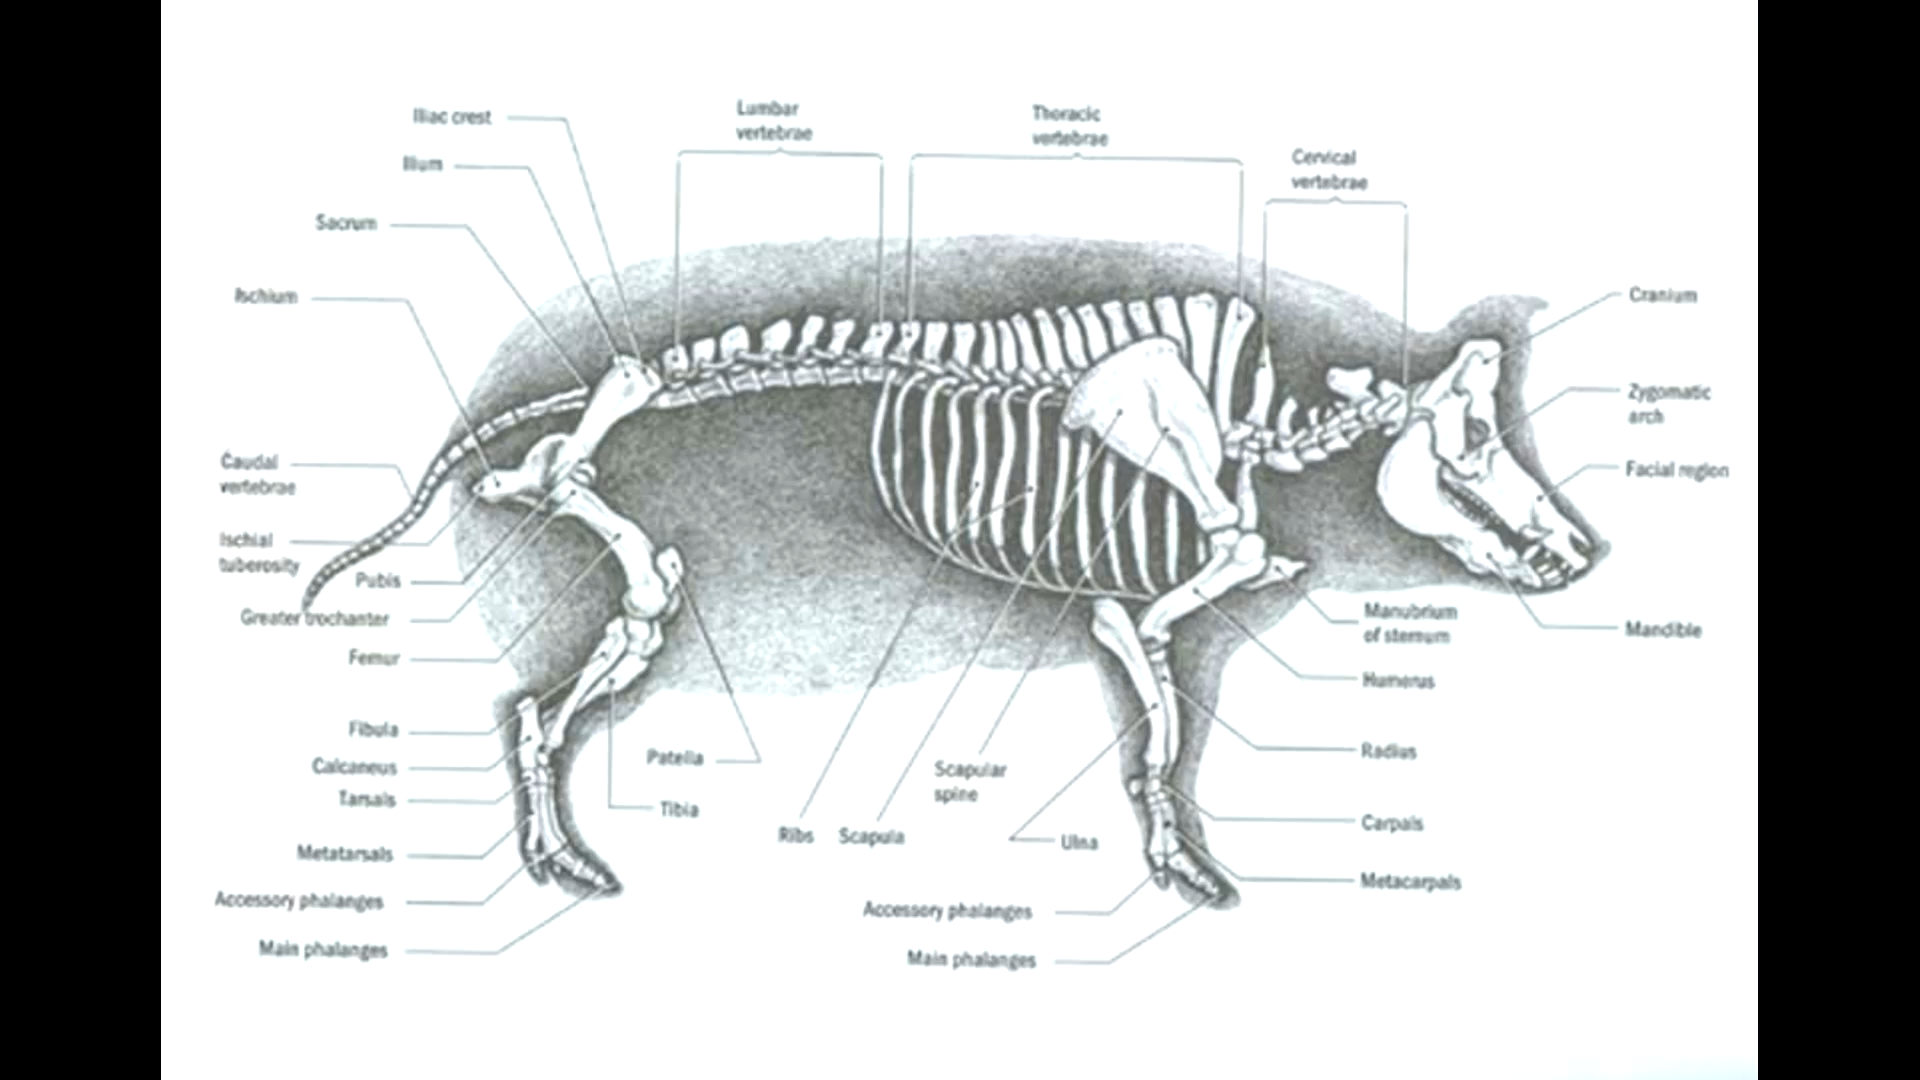 Iliac crest
Lumbar
vertebrae
Thoracic
vertebrae
Cervical
vertebrae
Ilium
Sacrum
Ischium
Cranium
Zygomatic
arch
Facial region
Caudal
vertebrae
Ischial
tuberosity
Pubis
Greater trochanter
Femur
Manubrium
of sternum
Mandible
Humerus
Fibula
Calcaneus
Tarsals
Metatarsals
Accessory phalanges
Main phalanges
Patella
Tibia
Ribs
Scapula
Scapular
spine
Ulna
Radius
Carpals
Metacarpals
Accessory phalanges
Main phalanges